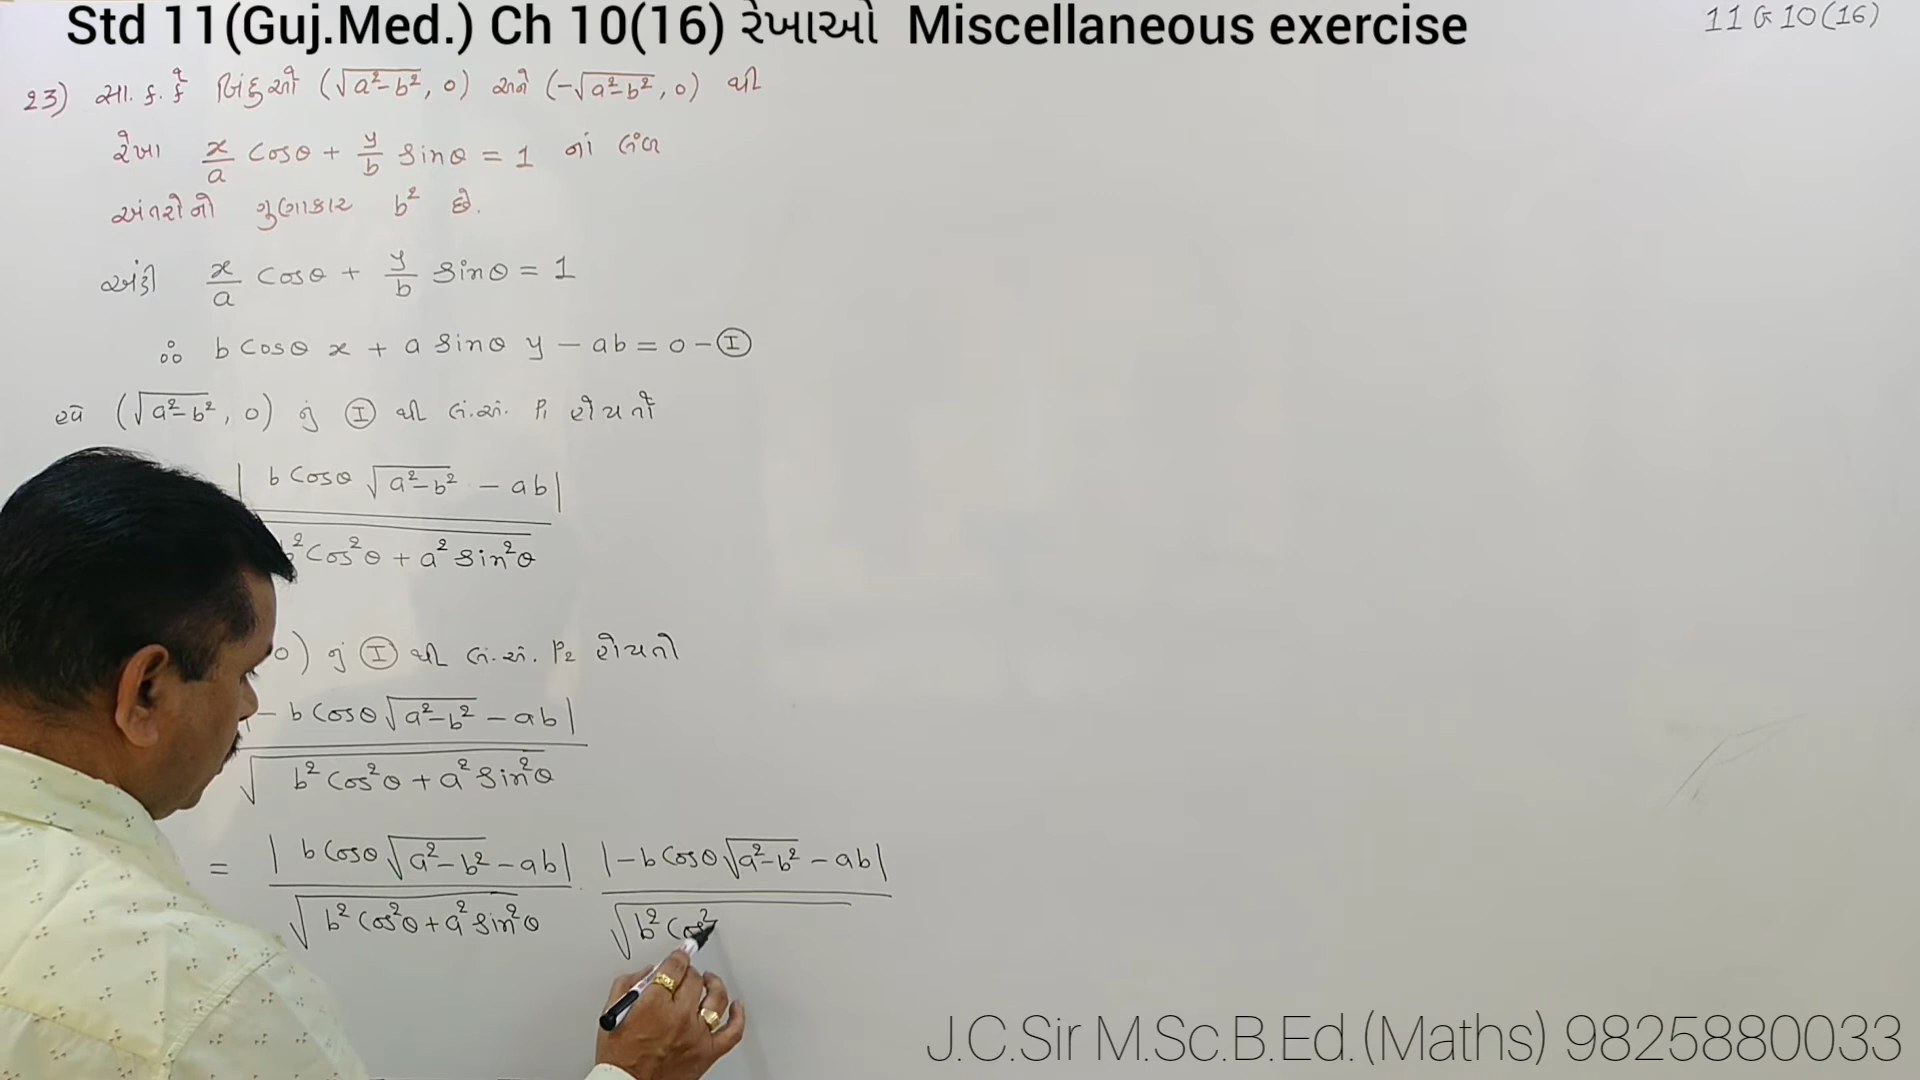 Std 11(Guj.Med.) Ch 10(16) રેખાઓ Miscellaneous exercise
11 G 10(16)
23) સા. ક. કે બિંદુઓ (√(a²-b²), 0) અને (-√(a²-b²), 0) થી
રેખા x/a cosθ + y/b sinθ = 1 નાં લંબ
અંતરોનો ગુણાકાર b² છે.
અહીં x/a cosθ + y/b sinθ = 1
∴ b cosθ x + a sinθ y - ab = 0 - Ⓘ
હવે (√(a²-b²), 0) નું Ⓘ થી લં.અં. P₁ હોય તો
| b cosθ √(a²-b²) - ab |
b² cos²θ + a² sin²θ
0) નું Ⓘ થી લં.અં. P₂ હોય તો
- b cosθ √(a²-b²) - ab |
√(b² cos²θ + a² sin²θ)
= | b cosθ √(a²-b²) - ab | / √(b² cos²θ + a² sin²θ) . | -b cosθ √(a²-b²) - ab | / √(b² cos²
J.C.Sir M.Sc.B.Ed.(Maths) 9825880033